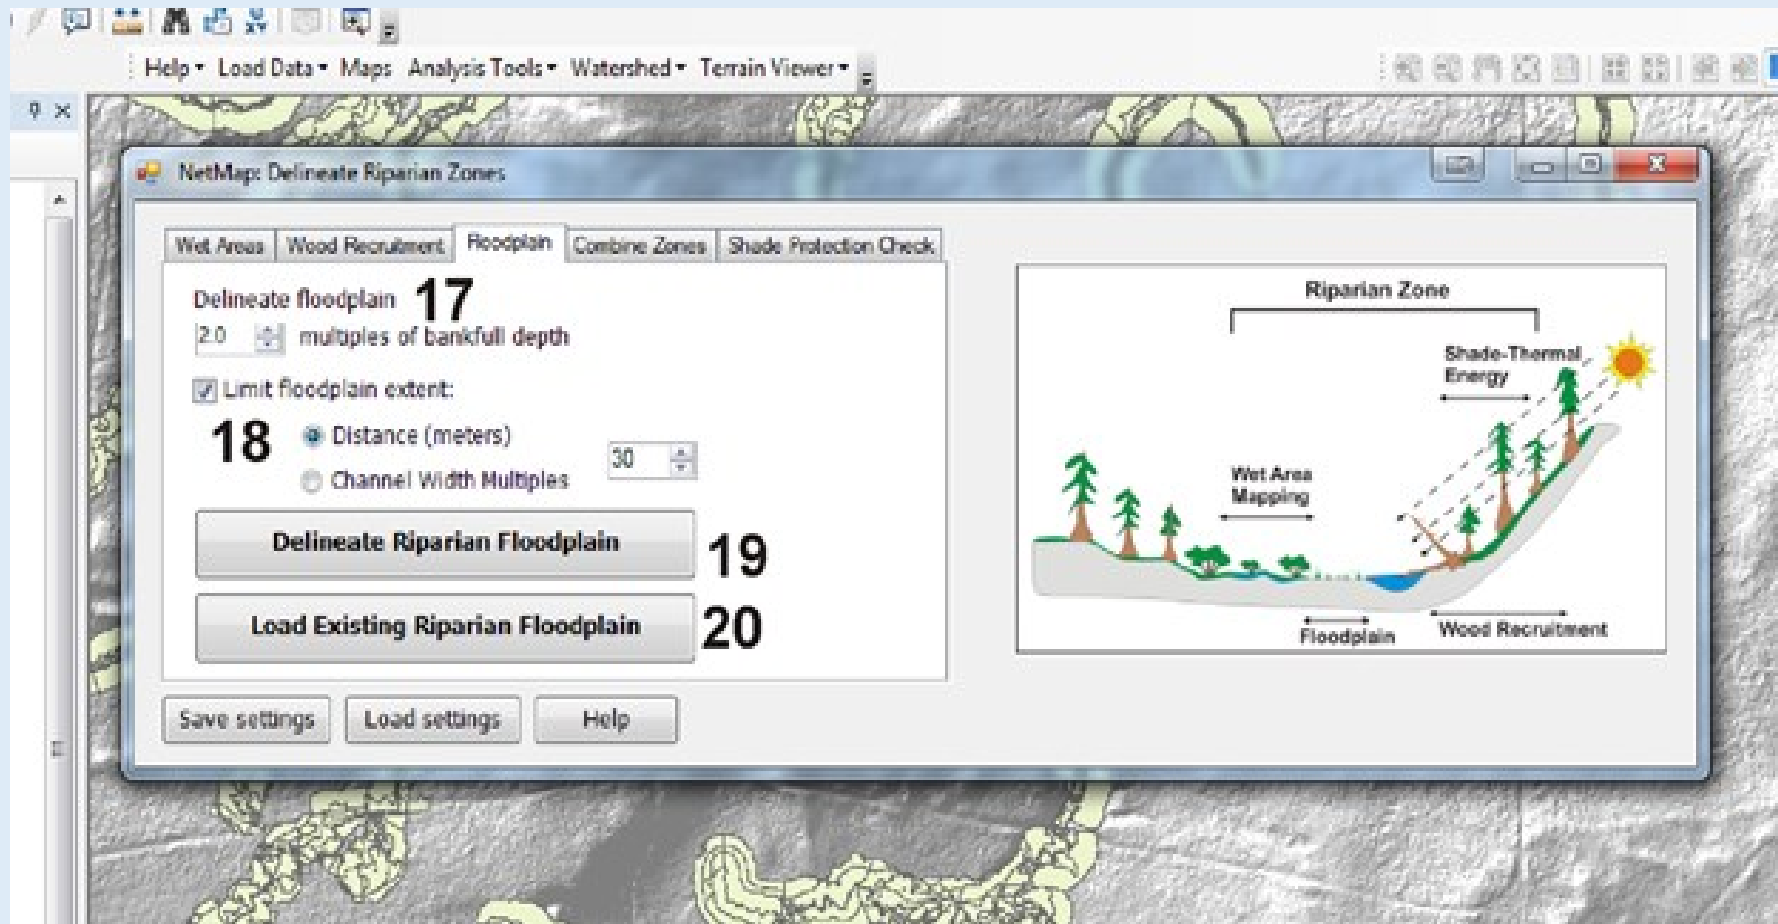 Help Load Data Maps Analysis Tools Watershed Terrain Viewer
NetMap: Delineate Riparian Zones
Wet Areas Wood Recruitment Floodplain Combine Zones Shade Protection Check
Delineate floodplain 17
2.0 multiples of bankfull depth
Limit floodplain extent:
18
Distance (meters)
30
Channel Width Multiples
Delineate Riparian Floodplain 19
Load Existing Riparian Floodplain 20
Save settings Load settings Help
Riparian Zone
Shade-Thermal
Energy
Wet Area
Mapping
Floodplain
Wood Recruitment